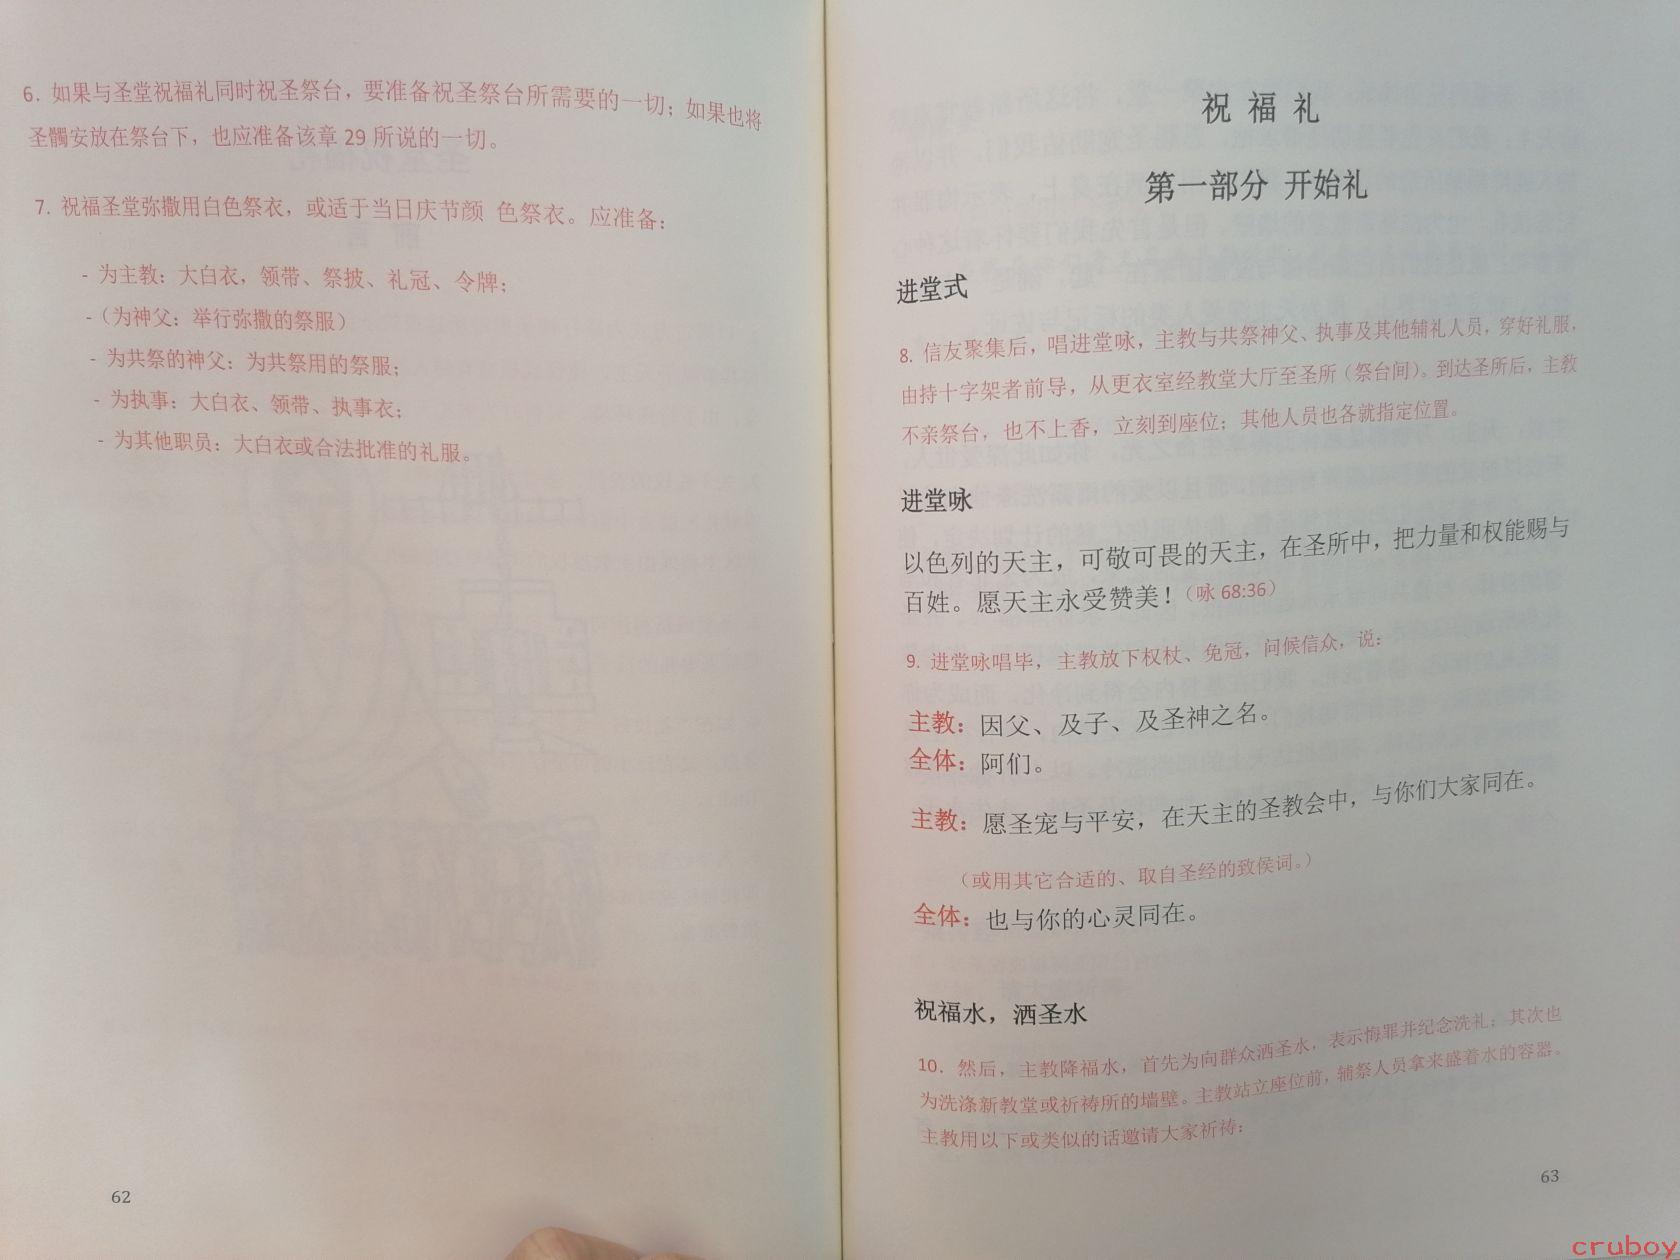 6. 如果与圣堂祝福礼同时祝圣祭台，要准备祝圣祭台所需要的一切；如果也将
圣髑安放在祭台下，也应准备该章 29 所说的一切。
7. 祝福圣堂弥撒用白色祭衣，或适于当日庆节颜 色祭衣。应准备：
- 为主教：大白衣，领带、祭披、礼冠、令牌；
-（为神父：举行弥撒的祭服）
- 为共祭的神父：为共祭用的祭服；
- 为执事：大白衣、领带、执事衣；
- 为其他职员：大白衣或合法批准的礼服。
62
祝 福 礼
第一部分 开始礼
进堂式
8. 信友聚集后，唱进堂咏，主教与共祭神父、执事及其他辅礼人员，穿好礼服，
由持十字架者前导，从更衣室经教堂大厅至圣所（祭台间）。到达圣所后，主教
不亲祭台，也不上香，立刻到座位；其他人员也各就指定位置。
进堂咏
以色列的天主，可敬可畏的天主，在圣所中，把力量和权能赐与
百姓。愿天主永受赞美！（咏 68:36）
9. 进堂咏唱毕，主教放下权杖、免冠，问候信众，说：
主教：因父、及子、及圣神之名。
全体：阿们。
主教：愿圣宠与平安，在天主的圣教会中，与你们大家同在。
（或用其它合适的、取自圣经的致侯词。）
全体：也与你的心灵同在。
祝福水，洒圣水
10. 然后，主教降福水，首先为向群众洒圣水，表示悔罪并纪念洗礼；其次也
为洗涤新教堂或祈祷所的墙壁。主教站立座位前，辅祭人员拿来盛着水的容器。
主教用以下或类似的话邀请大家祈祷：
63
cruboy